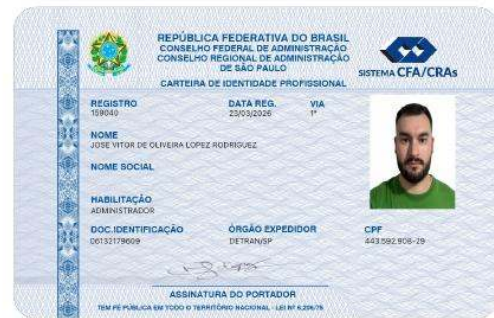 REPÚBLICA FEDERATIVA DO BRASIL
CONSELHO FEDERAL DE ADMINISTRAÇÃO
CONSELHO REGIONAL DE ADMINISTRAÇÃO
DE SÃO PAULO
CARTEIRA DE IDENTIDADE PROFISSIONAL
SISTEMA CFA/CRAs
REGISTRO DATA REG. VIA
159040 23/03/2026 1ª
NOME
JOSE VITOR DE OLIVEIRA LOPEZ RODRIGUEZ
NOME SOCIAL
HABILITAÇÃO
ADMINISTRADOR
DOC.IDENTIFICAÇÃO ÓRGÃO EXPEDIDOR CPF
06132179609 DETRAN/SP 443.592.908-29
ASSINATURA DO PORTADOR
TEM FÉ PÚBLICA EM TODO O TERRITÓRIO NACIONAL - LEI Nº 6.206/75